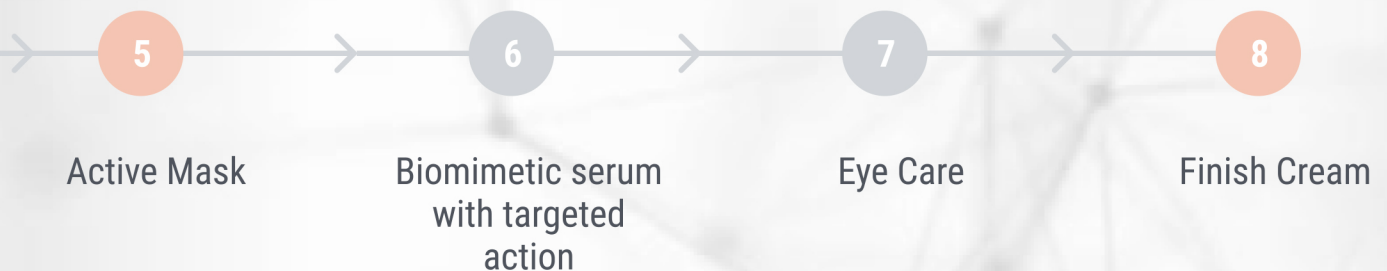 5
6
7
8
Active Mask
Biomimetic serum
with targeted
action
Eye Care
Finish Cream